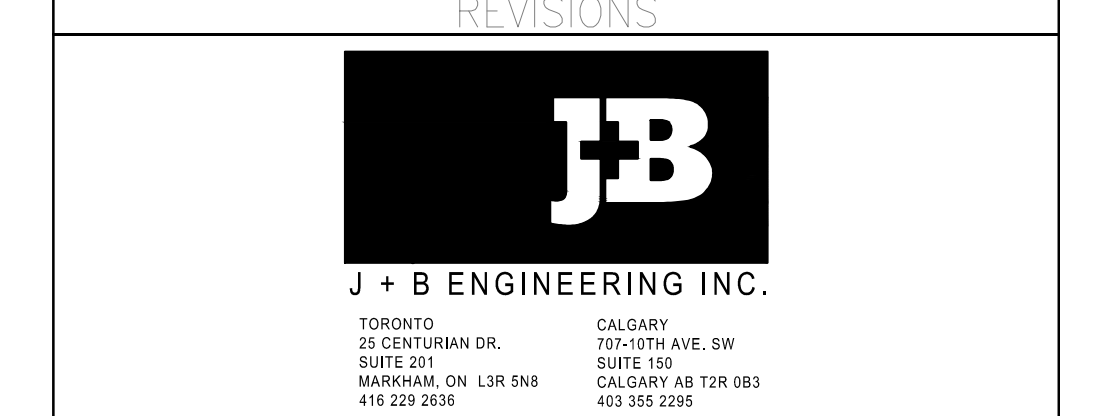 REVISIONS
J+B
J + B ENGINEERING INC.
TORONTO
25 CENTURIAN DR.
SUITE 201
MARKHAM, ON L3R 5N8
416 229 2636
CALGARY
707-10TH AVE. SW
SUITE 150
CALGARY AB T2R 0B3
403 355 2295